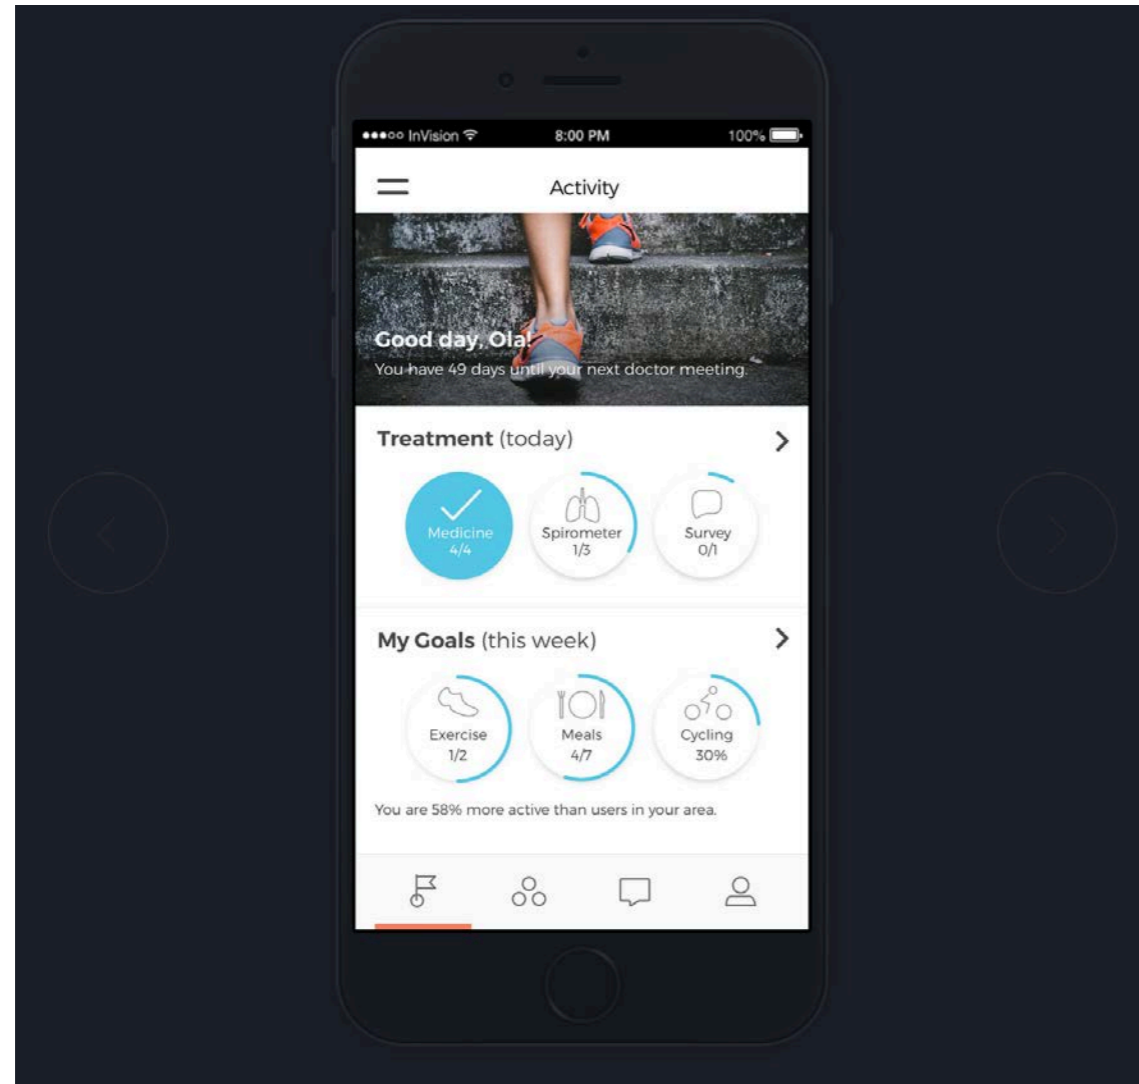 InVision 8:00 PM 100%
Activity
Good day, Ola!
You have 49 days until your next doctor meeting.
Treatment (today)
Medicine
4/4
Spirometer
1/3
Survey
0/1
My Goals (this week)
Exercise
1/2
Meals
4/7
Cycling
30%
You are 58% more active than users in your area.